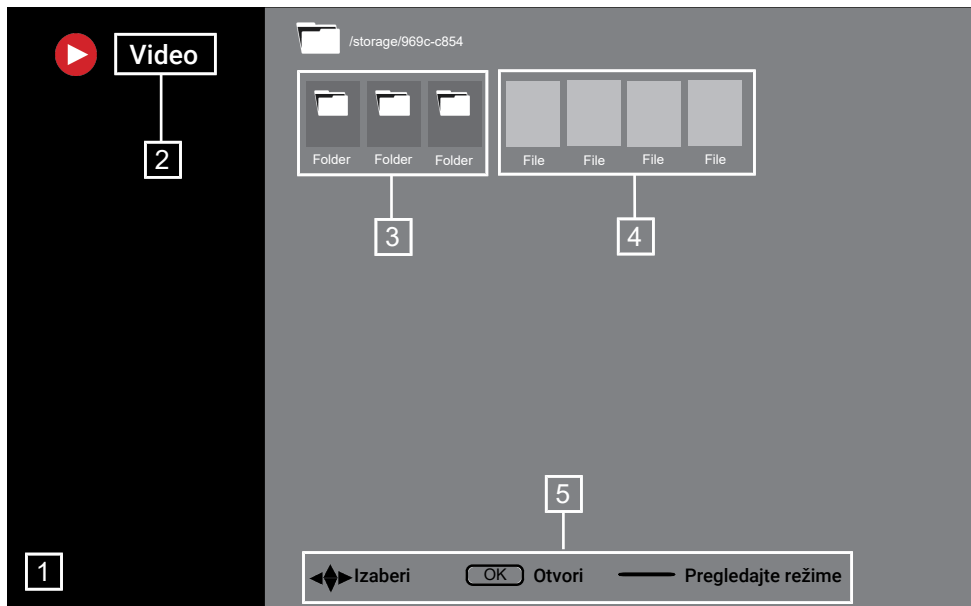 Video
2
/storage/969c-c854
Folder Folder Folder File File File File
3 4
5
1
Izaberi OK Otvori Pregledajte režime